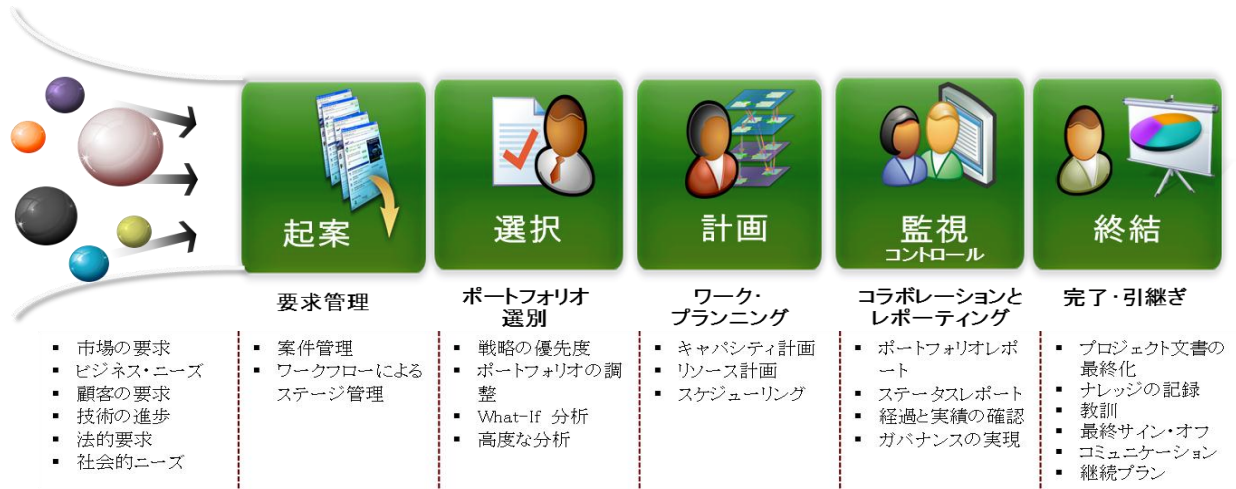 起案
選択
計画
監視
コントロール
終結
要求管理
ポートフォリオ
選別
ワーク・
プランニング
コラボレーションと
レポーティング
完了・引継ぎ
▪ 市場の要求
▪ ビジネス・ニーズ
▪ 顧客の要求
▪ 技術の進歩
▪ 法的要求
▪ 社会的ニーズ
▪ 案件管理
▪ ワークフローによる
ステージ管理
▪ 戦略の優先度
▪ ポートフォリオの調
整
▪ What-If 分析
▪ 高度な分析
▪ キャパシティ計画
▪ リソース計画
▪ スケジューリング
▪ ポートフォリオレポ
ート
▪ ステータスレポート
▪ 経過と実績の確認
▪ ガバナンスの実現
▪ プロジェクト文書の
最終化
▪ ナレッジの記録
▪ 教訓
▪ 最終サイン・オフ
▪ コミュニケーション
▪ 継続プラン